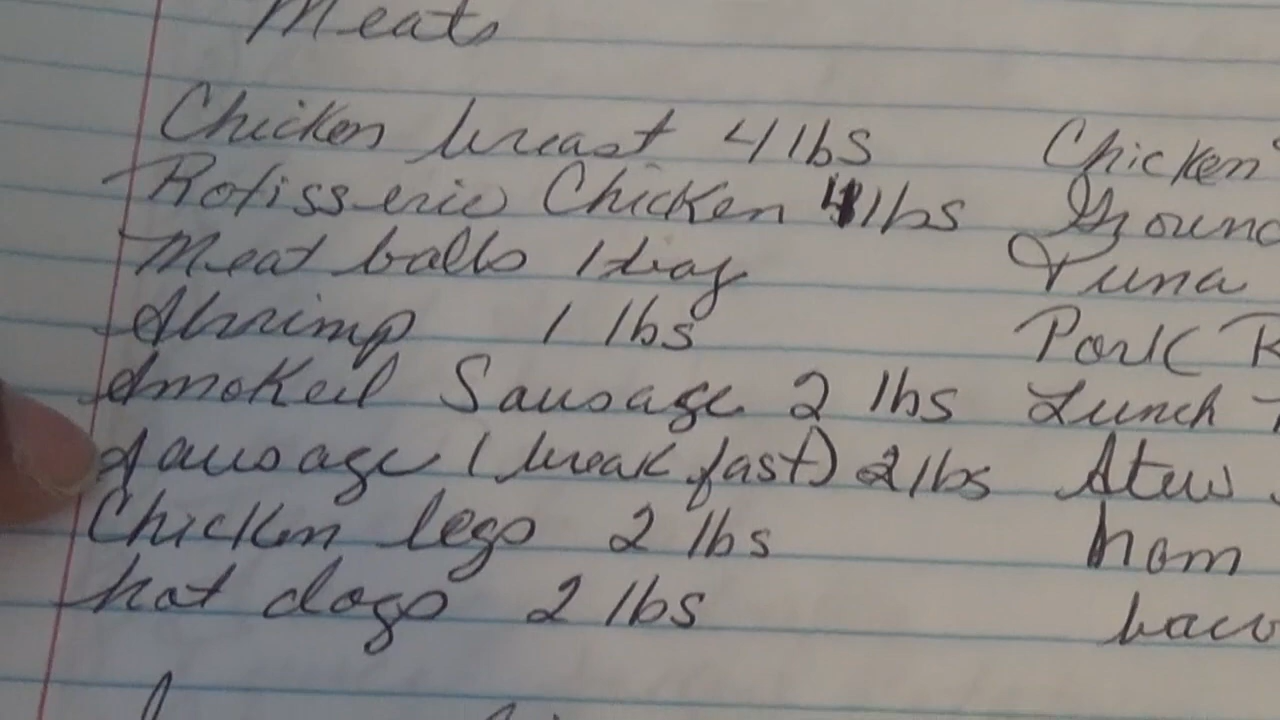 Meats
Chicken breast 4 lbs
Rotisserie Chicken 4 lbs
Meat balls 1 bag
Shrimp 1 lbs
Smoked Sausage 2 lbs
Sausage (breakfast) 2 lbs
Chicken legs 2 lbs
hot dogs 2 lbs
Chicken
Ground
Tuna
Pork
Lunch
Stew
ham